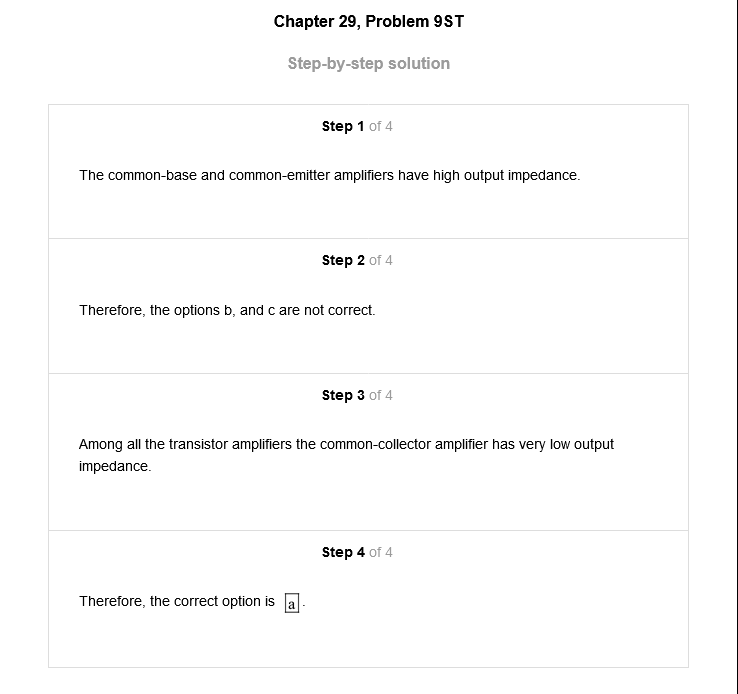 Chapter 29, Problem 9ST
Step-by-step solution
Step 1 of 4
The common-base and common-emitter amplifiers have high output impedance.
Step 2 of 4
Therefore, the options b, and c are not correct.
Step 3 of 4
Among all the transistor amplifiers the common-collector amplifier has very low output
impedance.
Step 4 of 4
Therefore, the correct option is a .